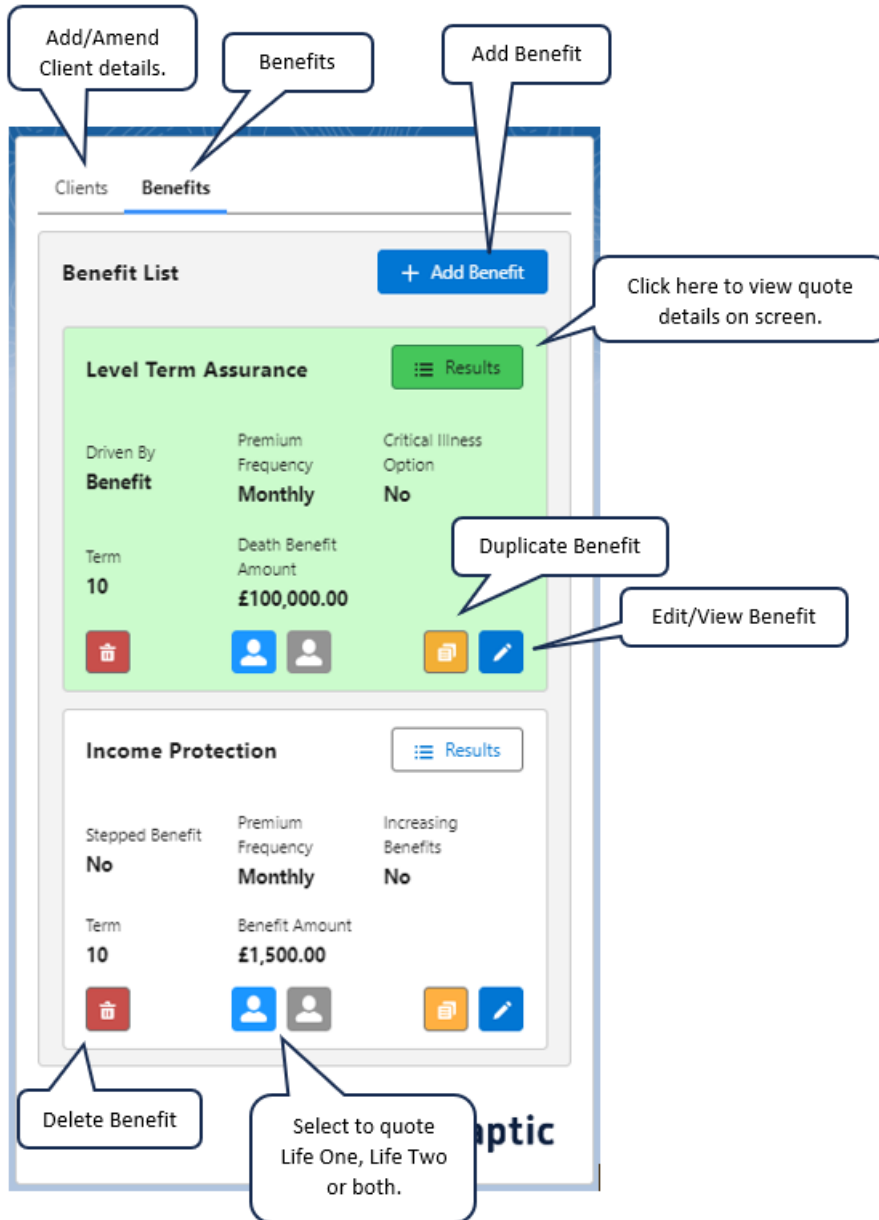 Add/Amend
Client details.
Benefits
Add Benefit
Clients Benefits
Benefit List
+ Add Benefit
Click here to view quote
details on screen.
Level Term Assurance
Results
Driven By
Benefit
Premium
Frequency
Monthly
Critical Illness
Option
No
Term
10
Death Benefit
Amount
£100,000.00
Duplicate Benefit
Edit/View Benefit
Income Protection
Results
Stepped Benefit
No
Premium
Frequency
Monthly
Increasing
Benefits
No
Term
10
Benefit Amount
£1,500.00
Delete Benefit
Select to quote
Life One, Life Two
or both.
aptic